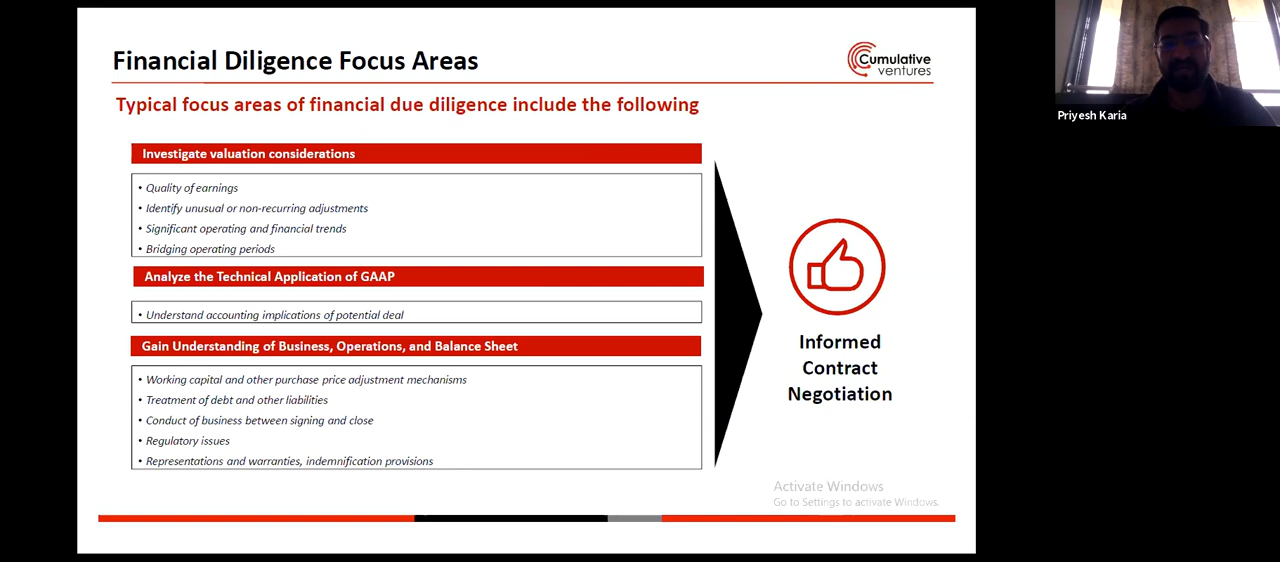 Financial Diligence Focus Areas
Cumulative
ventures
Typical focus areas of financial due diligence include the following
Investigate valuation considerations
• Quality of earnings
• Identify unusual or non-recurring adjustments
• Significant operating and financial trends
• Bridging operating periods
Analyze the Technical Application of GAAP
• Understand accounting implications of potential deal
Gain Understanding of Business, Operations, and Balance Sheet
• Working capital and other purchase price adjustment mechanisms
• Treatment of debt and other liabilities
• Conduct of business between signing and close
• Regulatory issues
• Representations and warranties, indemnification provisions
Informed
Contract
Negotiation
Activate Windows
Go to Settings to activate Windows.
Priyesh Karia